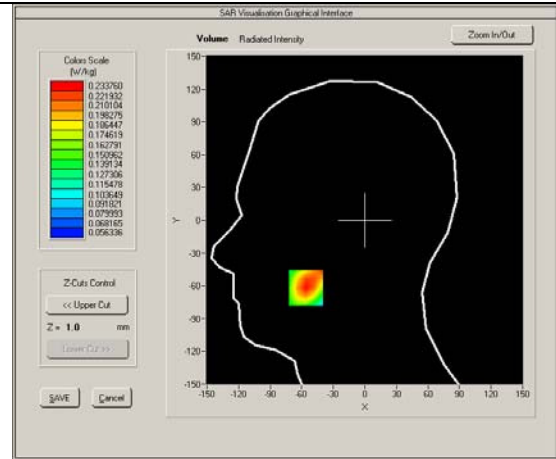 SAR Visualisation Graphical Interface
Volume Radiated Intensity
Zoom In/Out
Colors Scale
(W/kg)
0.233760
0.221932
0.210104
0.198275
0.186447
0.174619
0.162791
0.150962
0.139134
0.127306
0.115478
0.103649
0.091821
0.079993
0.068165
0.056336
Z-Cuts Control
<< Upper Cut
Z = 1.0 mm
Lower Cut >>
SAVE Cancel
150
120
90
60
30
0
-30
-60
-90
-120
-150
Y
-150 -120 -90 -60 -30 0 30 60 90 120 150
X